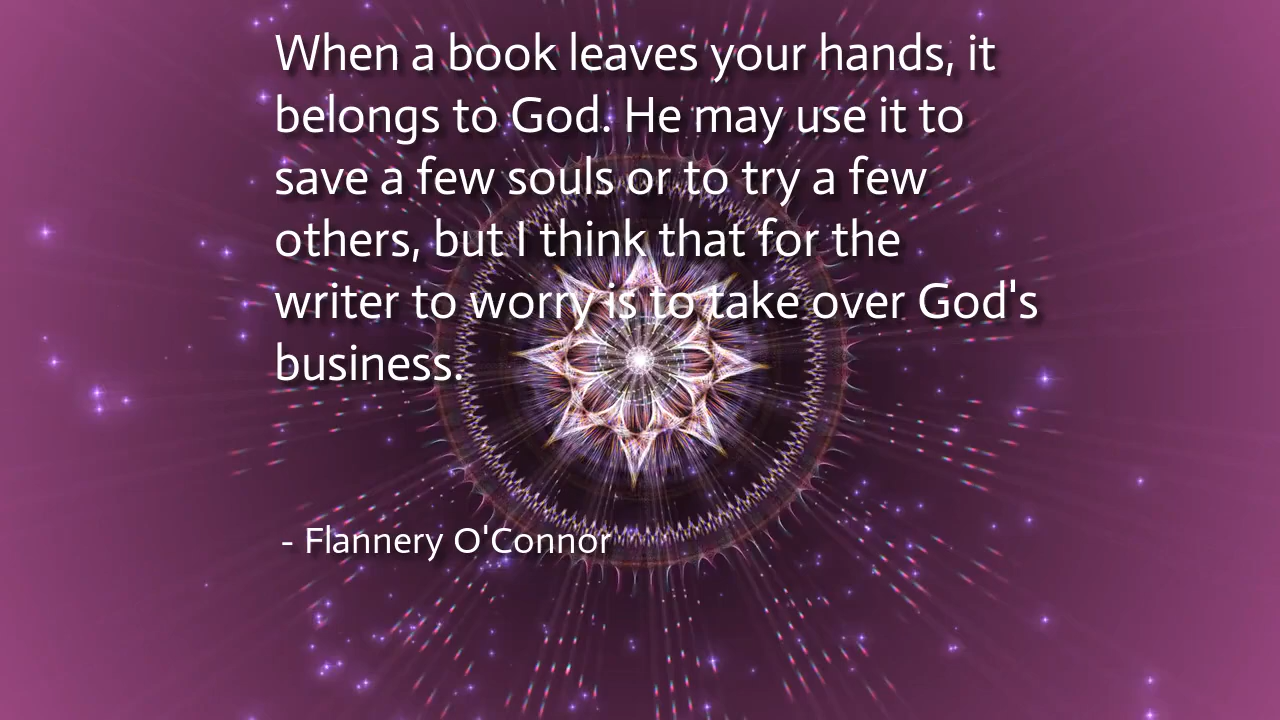 When a book leaves your hands, it
belongs to God. He may use it to
save a few souls or to try a few
others, but I think that for the
writer to worry is to take over God's
business.
- Flannery O'Connor